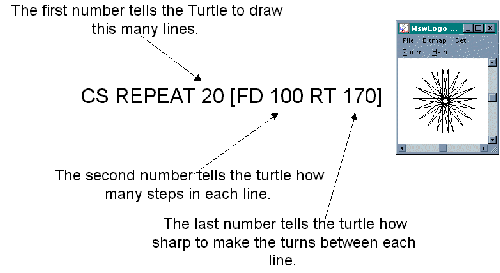 The first number tells the Turtle to draw
this many lines.
MswLogo
File Bitmap Set
Help
CS REPEAT 20 [FD 100 RT 170]
The second number tells the turtle how
many steps in each line.
The last number tells the turtle how
sharp to make the turns between each
line.